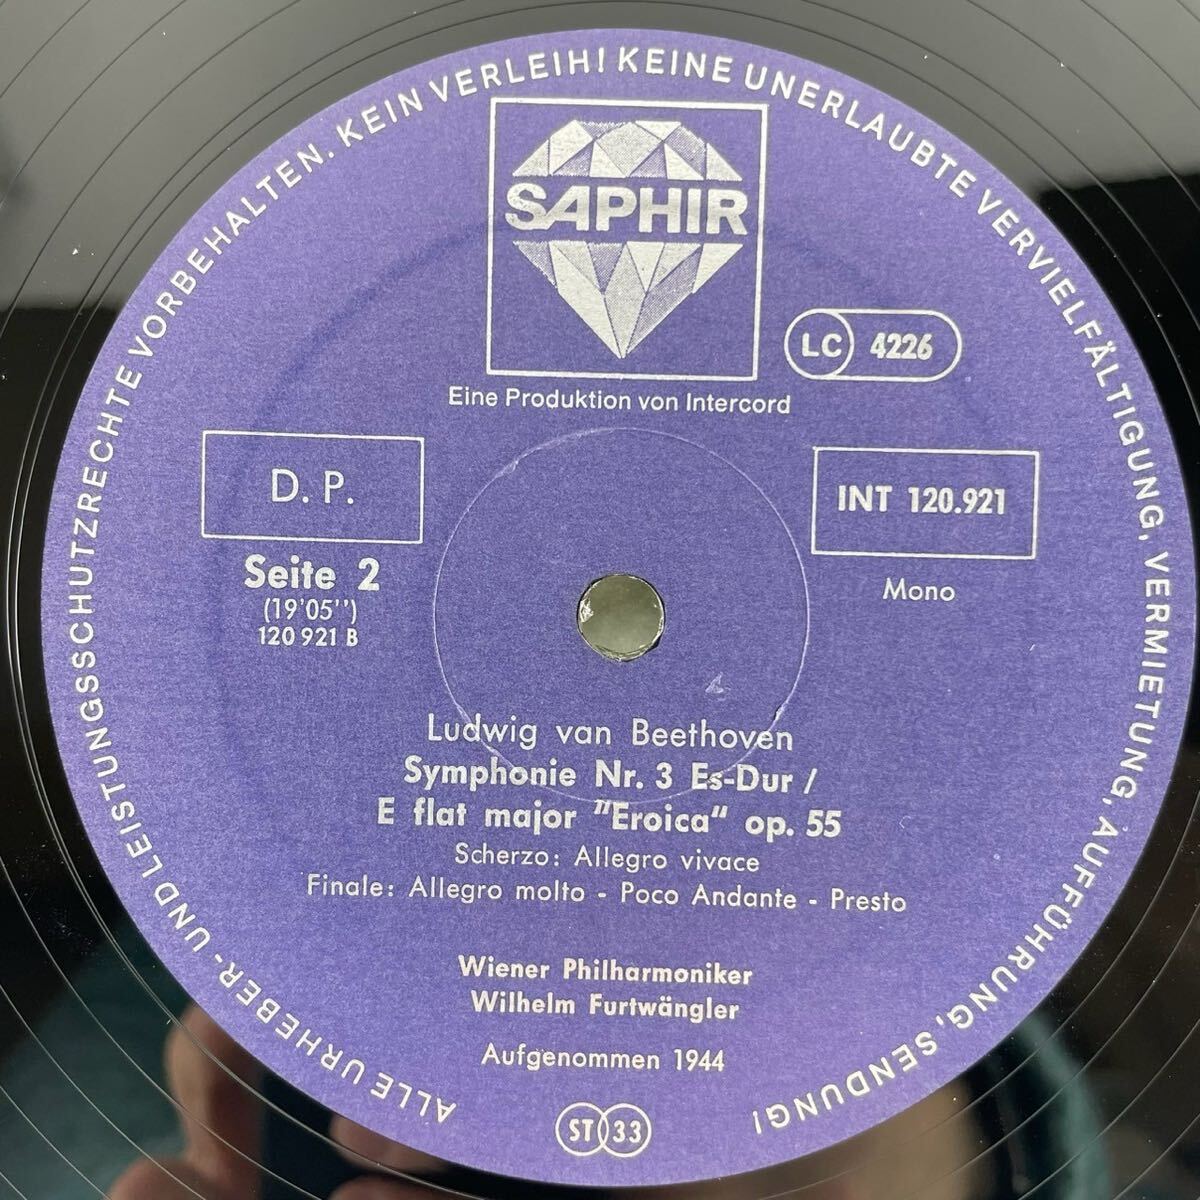 ALLE URHEBER- UND LEISTUNGSSCHUTZRECHTE VORBEHALTEN. KEIN VERLEIH! KEINE UNERLAUBTE VERVIELFÄLTIGUNG, VERMIETUNG, AUFFÜHRUNG, SENDUNG!
SAPHIR
LC 4226
Eine Produktion von Intercord
D. P.
INT 120.921
Seite 2
Mono
(19'05'')
120 921 B
Ludwig van Beethoven
Symphonie Nr. 3 Es-Dur /
E flat major "Eroica" op. 55
Scherzo: Allegro vivace
Finale: Allegro molto - Poco Andante - Presto
Wiener Philharmoniker
Wilhelm Furtwängler
Aufgenommen 1944
ST 33